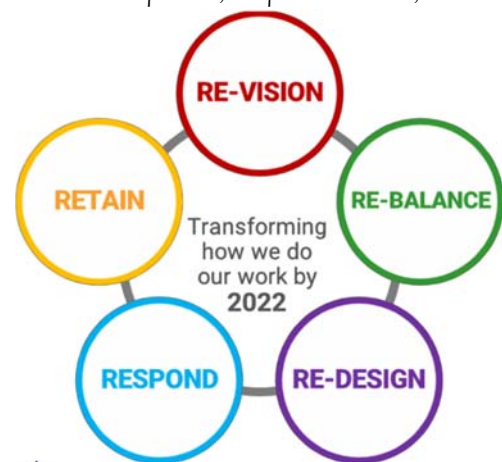 RE-VISION
RETAIN
RE-BALANCE
Transforming
how we do
our work by
2022
RESPOND
RE-DESIGN